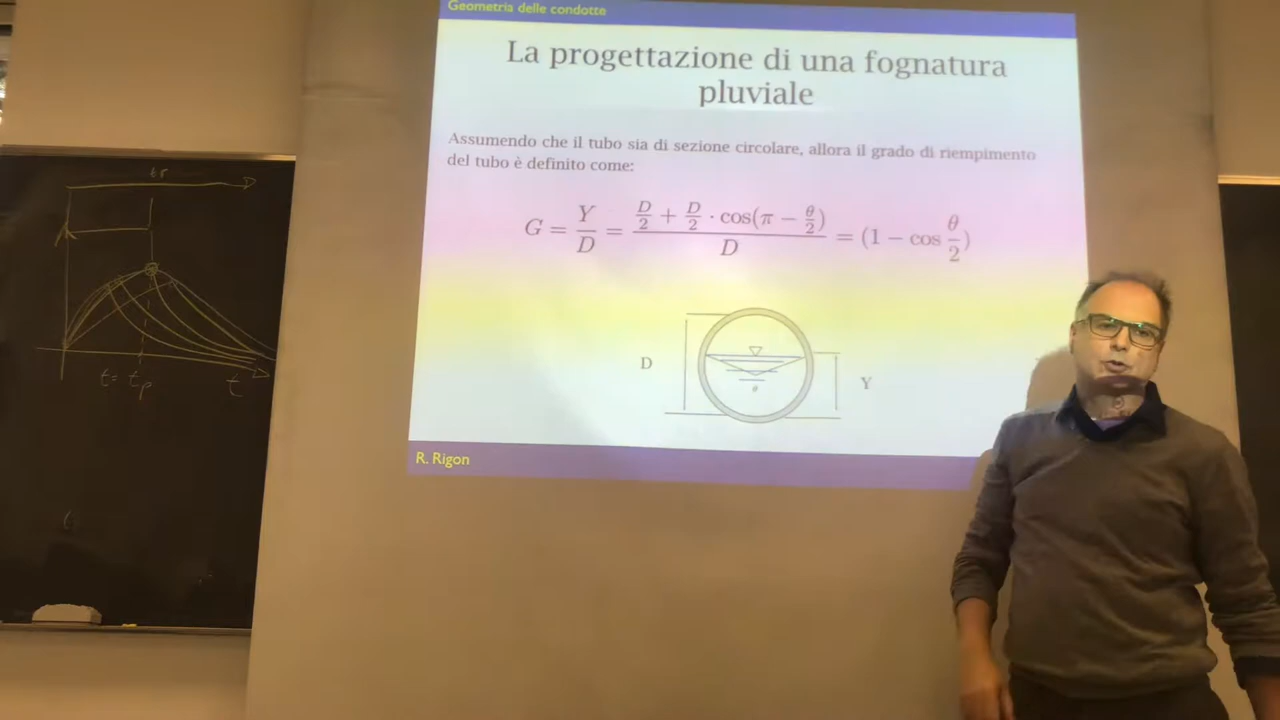 Geometria delle condotte
La progettazione di una fognatura
pluviale
Assumendo che il tubo sia di sezione circolare, allora il grado di riempimento
del tubo è definito come:
G = Y/D = (D/2 + D/2 · cos(π − θ/2))/D = (1 − cos θ/2)
D
Y
θ
R. Rigon
t = tp
t